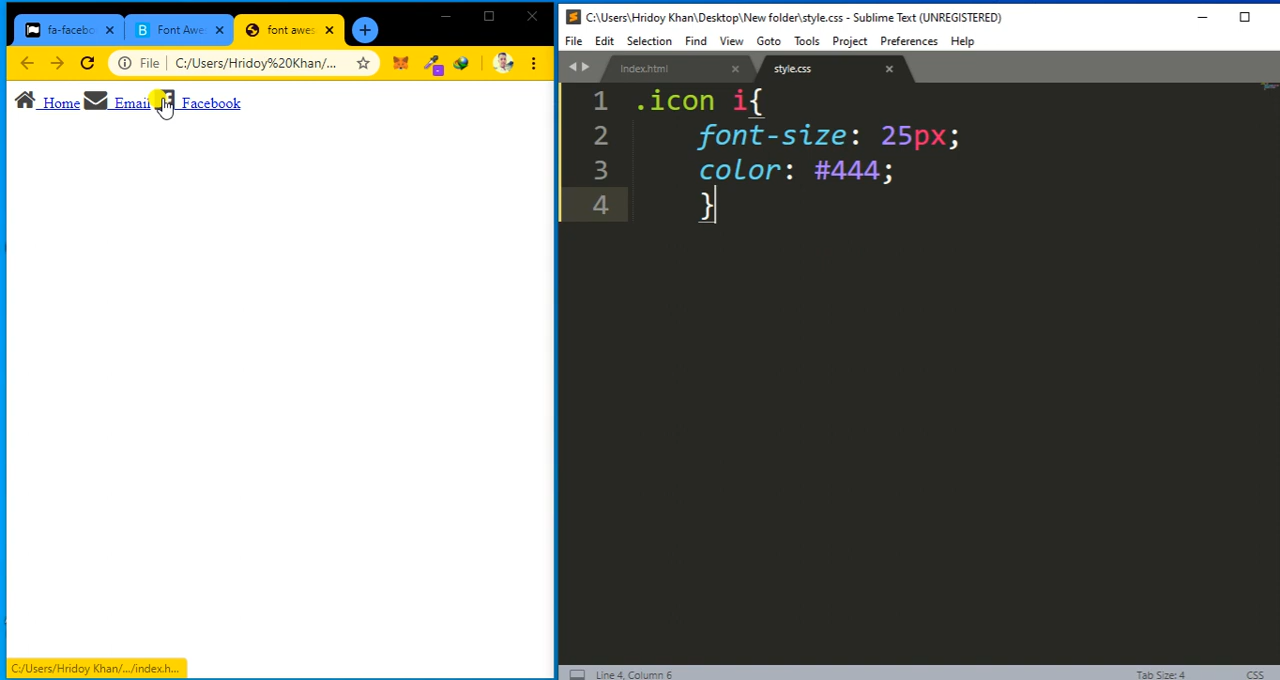 fa-facebo
Font Awe
font awes
File
C:/Users/Hridoy%20Khan/...
Home Email Facebook
C:/Users/Hridoy Khan/.../index.h...
C:\Users\Hridoy Khan\Desktop\New folder\style.css - Sublime Text (UNREGISTERED)
File Edit Selection Find View Goto Tools Project Preferences Help
Index.html
style.css
1 .icon i{
2 font-size: 25px;
3 color: #444;
4 }
Line 4, Column 6
Tab Size: 4
CSS